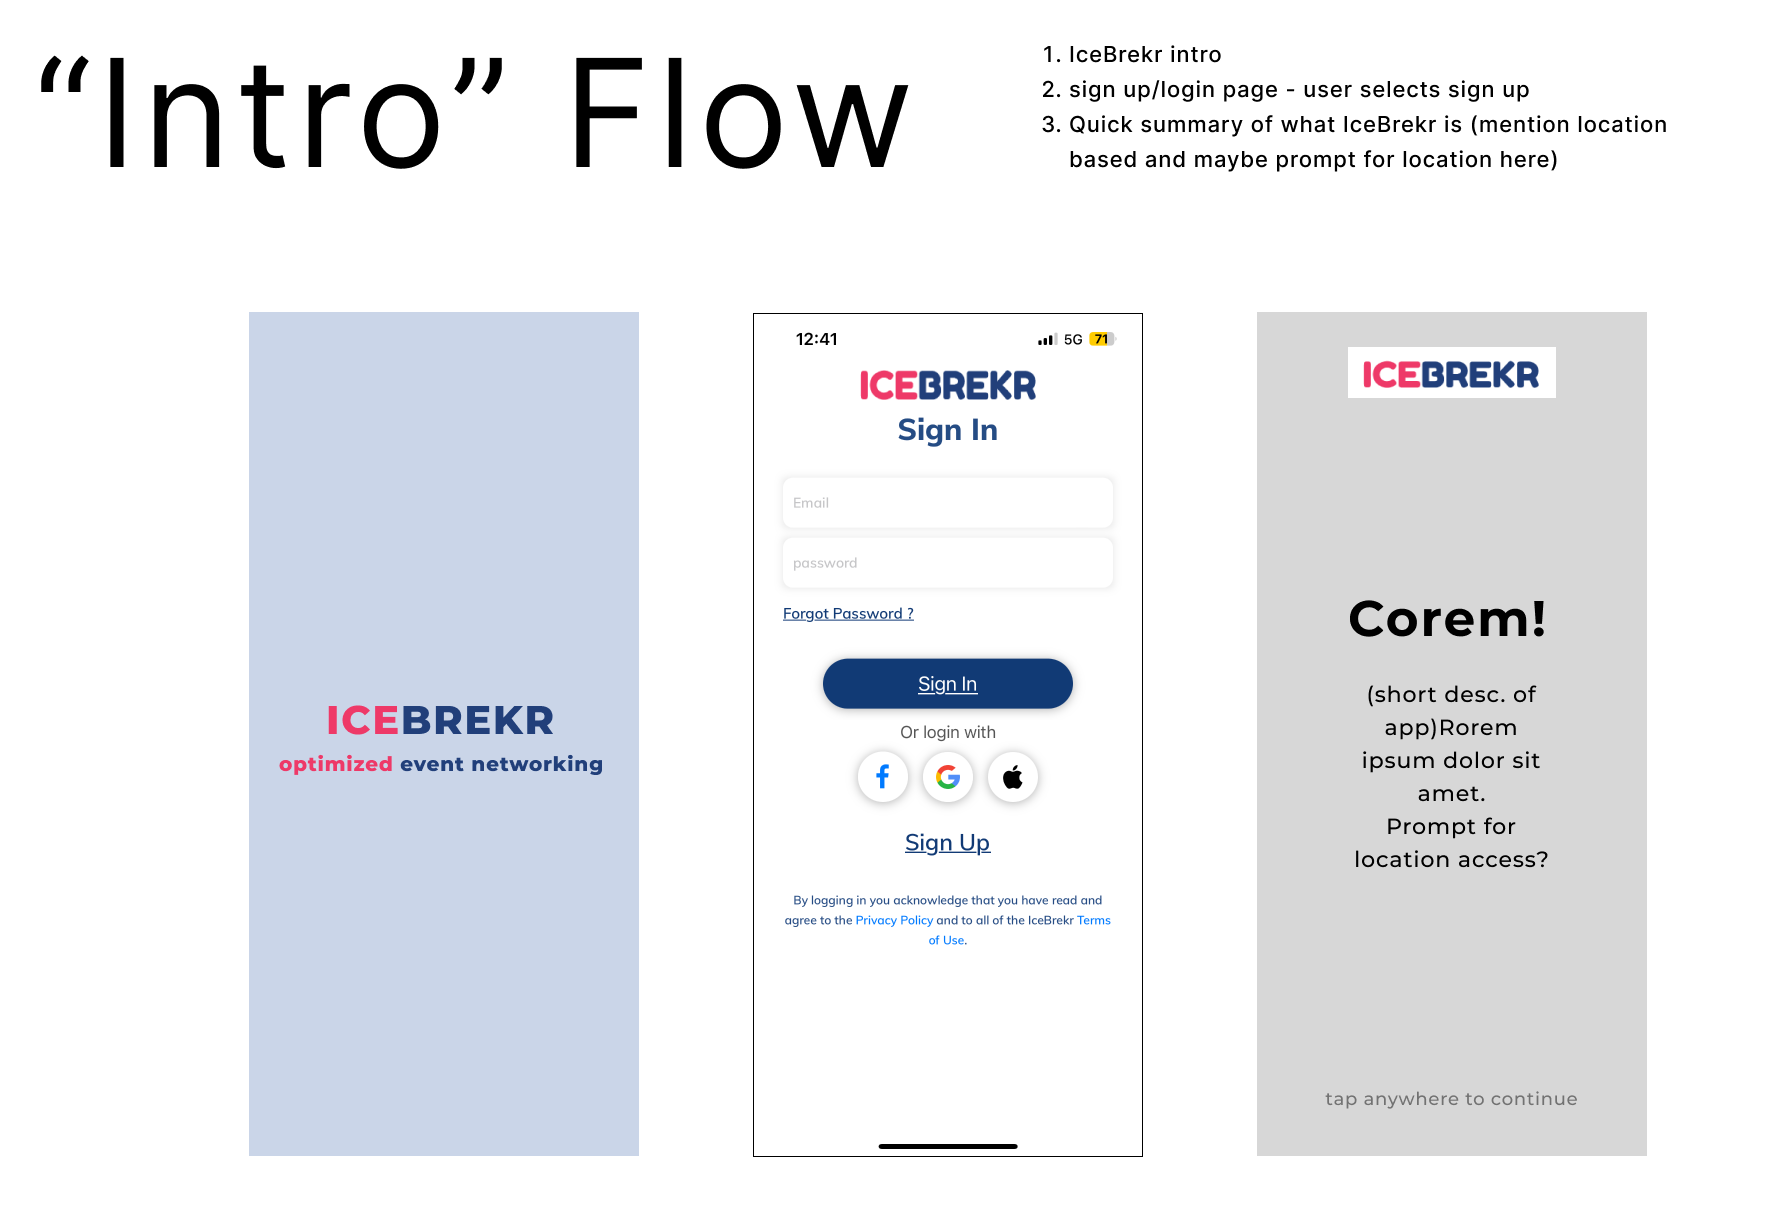 “Intro” Flow
1. IceBrekr intro
2. sign up/login page - user selects sign up
3. Quick summary of what IceBrekr is (mention location
based and maybe prompt for location here)
ICEBREKR
optimized event networking
12:41
5G 71
ICEBREKR
Sign In
Email
password
Forgot Password ?
Sign In
Or login with
Sign Up
By logging in you acknowledge that you have read and
agree to the Privacy Policy and to all of the IceBrekr Terms
of Use.
ICEBREKR
Corem!
(short desc. of
app)Rorem
ipsum dolor sit
amet.
Prompt for
location access?
tap anywhere to continue